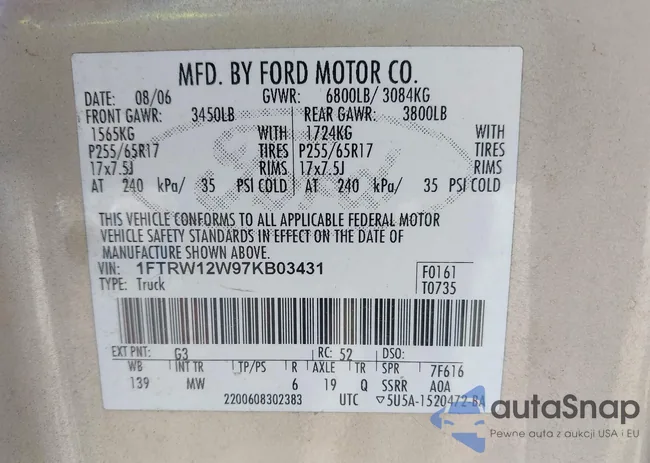 MFD. BY FORD MOTOR CO.
DATE: 08/06 GVWR: 6800LB/ 3084KG
FRONT GAWR: 3450LB REAR GAWR: 3800LB
1565KG WITH 1724KG WITH
P255/65R17 TIRES P255/65R17 TIRES
17x7.5J RIMS 17x7.5J RIMS
AT 240 kPa/ 35 PSI COLD AT 240 kPa/ 35 PSI COLD
THIS VEHICLE CONFORMS TO ALL APPLICABLE FEDERAL MOTOR
VEHICLE SAFETY STANDARDS IN EFFECT ON THE DATE OF
MANUFACTURE SHOWN ABOVE.
VIN: 1FTRW12W97KB03431 F0161
TYPE: Truck T0735
EXT PNT: G3 RC: 52 DSO:
WB INT TR TP/PS R AXLE TR SPR 7F616
139 MW 6 19 Q SSRR A0A
2200608302383 UTC ▽5U5A-1520472-BA
autaSnap
Pewne auta z aukcji USA i EU